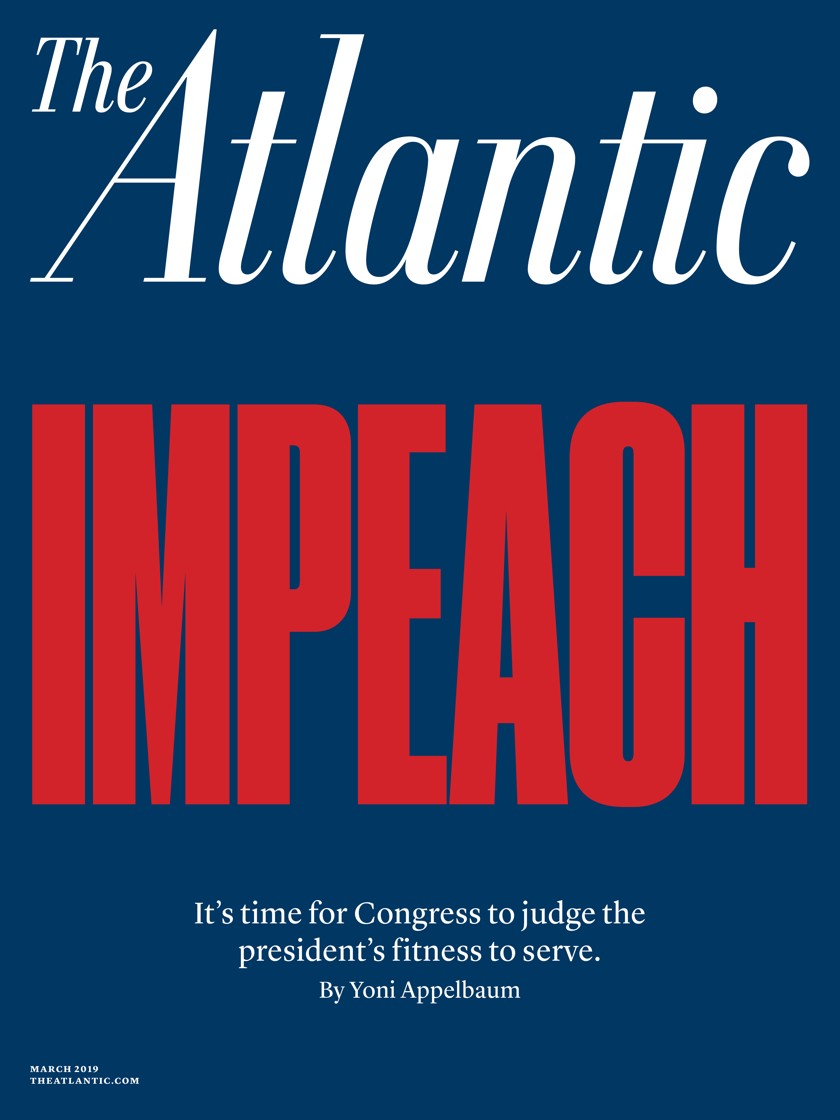 The Atlantic
IMPEACH
It’s time for Congress to judge the
president’s fitness to serve.
By Yoni Appelbaum
MARCH 2019
THEATLANTIC.COM